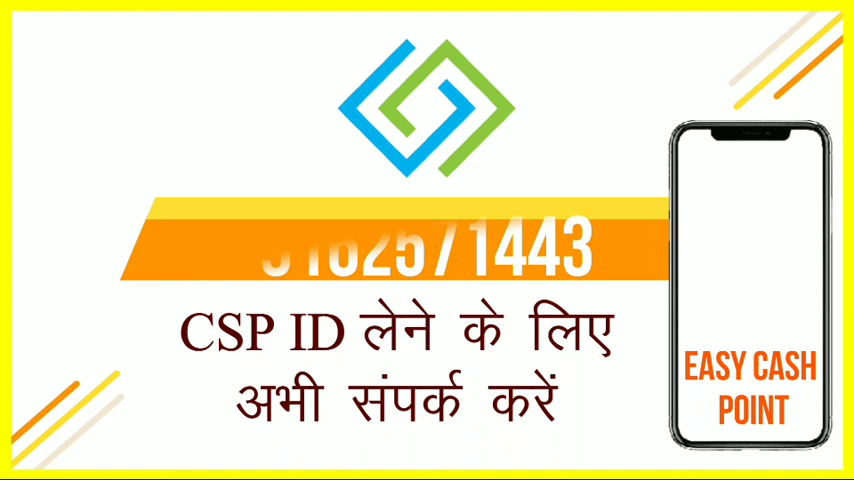 CSP ID लेने के लिए
अभी संपर्क करें
EASY CASH
POINT